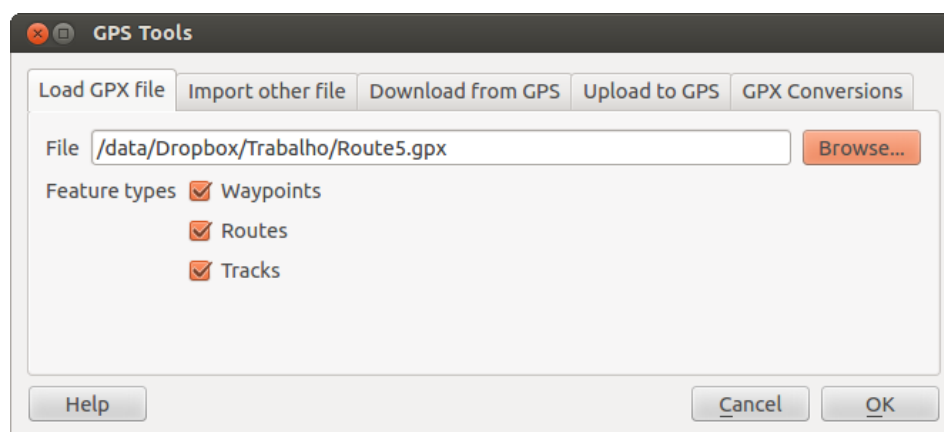 GPS Tools
Load GPX file Import other file Download from GPS Upload to GPS GPX Conversions
File /data/Dropbox/Trabalho/Route5.gpx Browse...
Feature types Waypoints
Routes
Tracks
Help Cancel OK